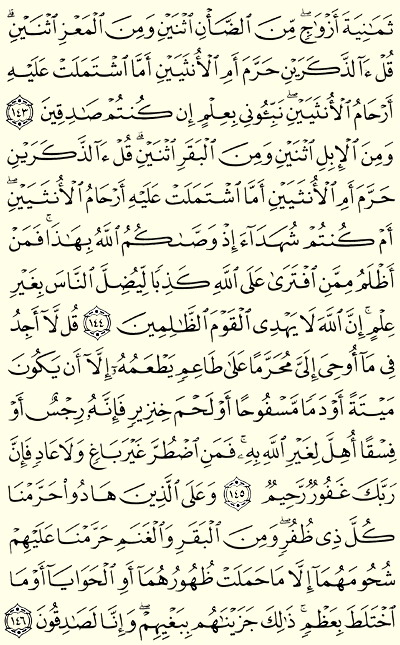 ثَمَٰنِيَةَ أَزْوَٰجٍۖ مِّنَ ٱلضَّأْنِ ٱثْنَيْنِ وَمِنَ ٱلْمَعْزِ ٱثْنَيْنِۗ
قُلْ ءَآلذَّكَرَيْنِ حَرَّمَ أَمِ ٱلْأُنثَيَيْنِ أَمَّا ٱشْتَمَلَتْ عَلَيْهِ
أَرْحَامُ ٱلْأُنثَيَيْنِۖ نَبِّـُٔونِى بِعِلْمٍ إِن كُنتُمْ صَٰدِقِينَ ١٤٣
وَمِنَ ٱلْإِبِلِ ٱثْنَيْنِ وَمِنَ ٱلْبَقَرِ ٱثْنَيْنِۗ قُلْ ءَآلذَّكَرَيْنِ
حَرَّمَ أَمِ ٱلْأُنثَيَيْنِ أَمَّا ٱشْتَمَلَتْ عَلَيْهِ أَرْحَامُ ٱلْأُنثَيَيْنِۖ
أَمْ كُنتُمْ شُهَدَآءَ إِذْ وَصَّىٰكُمُ ٱللَّهُ بِهَٰذَاۚ فَمَنْ
أَظْلَمُ مِمَّنِ ٱفْتَرَىٰ عَلَى ٱللَّهِ كَذِبًا لِّيُضِلَّ ٱلنَّاسَ بِغَيْرِ
عِلْمٍۚ إِنَّ ٱللَّهَ لَا يَهْدِى ٱلْقَوْمَ ٱلظَّٰلِمِينَ ١٤٤ قُل لَّآ أَجِدُ
فِى مَآ أُوحِىَ إِلَىَّ مُحَرَّمًا عَلَىٰ طَاعِمٍ يَطْعَمُهُۥٓ إِلَّآ أَن يَكُونَ
مَيْتَةً أَوْ دَمًا مَّسْفُوحًا أَوْ لَحْمَ خِنزِيرٍ فَإِنَّهُۥ رِجْسٌ أَوْ
فِسْقًا أُهِلَّ لِغَيْرِ ٱللَّهِ بِهِۦۚ فَمَنِ ٱضْطُرَّ غَيْرَ بَاغٍ وَلَا عَادٍ فَإِنَّ
رَبَّكَ غَفُورٌ رَّحِيمٌ ١٤٥ وَعَلَى ٱلَّذِينَ هَادُوا۟ حَرَّمْنَا
كُلَّ ذِى ظُفُرٍۖ وَمِنَ ٱلْبَقَرِ وَٱلْغَنَمِ حَرَّمْنَا عَلَيْهِمْ
شُحُومَهُمَآ إِلَّا مَا حَمَلَتْ ظُهُورُهُمَآ أَوِ ٱلْحَوَايَآ أَوْ مَا
ٱخْتَلَطَ بِعَظْمٍۚ ذَٰلِكَ جَزَيْنَٰهُم بِبَغْيِهِمْۖ وَإِنَّا لَصَٰدِقُونَ ١٤٦